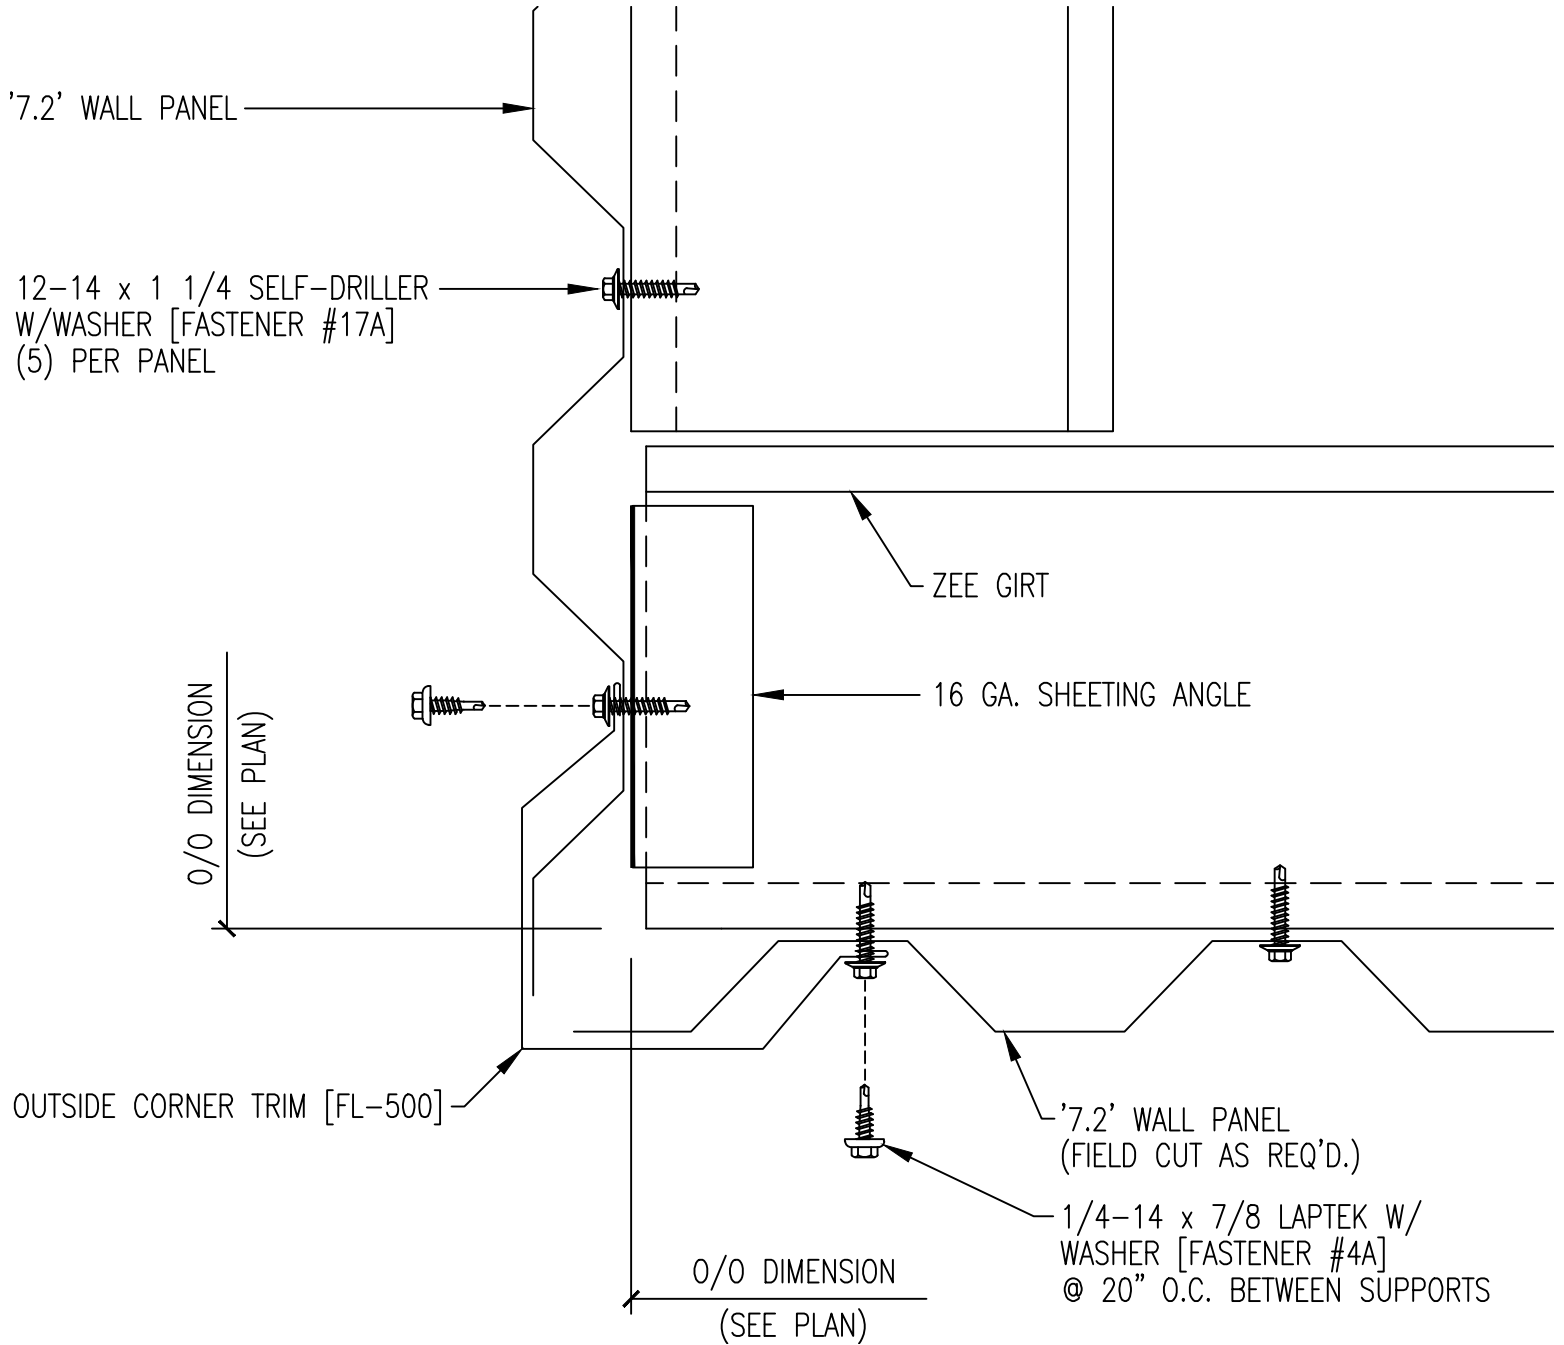 '7.2' WALL PANEL
12-14 x 1 1/4 SELF-DRILLER
W/WASHER [FASTENER #17A]
(5) PER PANEL
ZEE GIRT
16 GA. SHEETING ANGLE
O/O DIMENSION
(SEE PLAN)
OUTSIDE CORNER TRIM [FL-500]
'7.2' WALL PANEL
(FIELD CUT AS REQ'D.)
1/4-14 x 7/8 LAPTEK W/
WASHER [FASTENER #4A]
@ 20" O.C. BETWEEN SUPPORTS
O/O DIMENSION
(SEE PLAN)